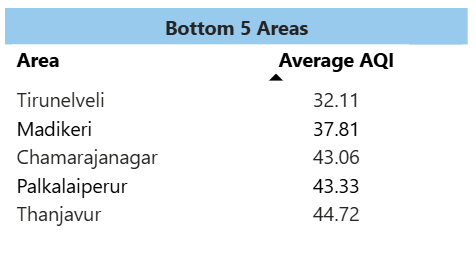 Bottom 5 Areas
Area Average AQI
Tirunelveli 32.11
Madikeri 37.81
Chamarajanagar 43.06
Palkalaiperur 43.33
Thanjavur 44.72